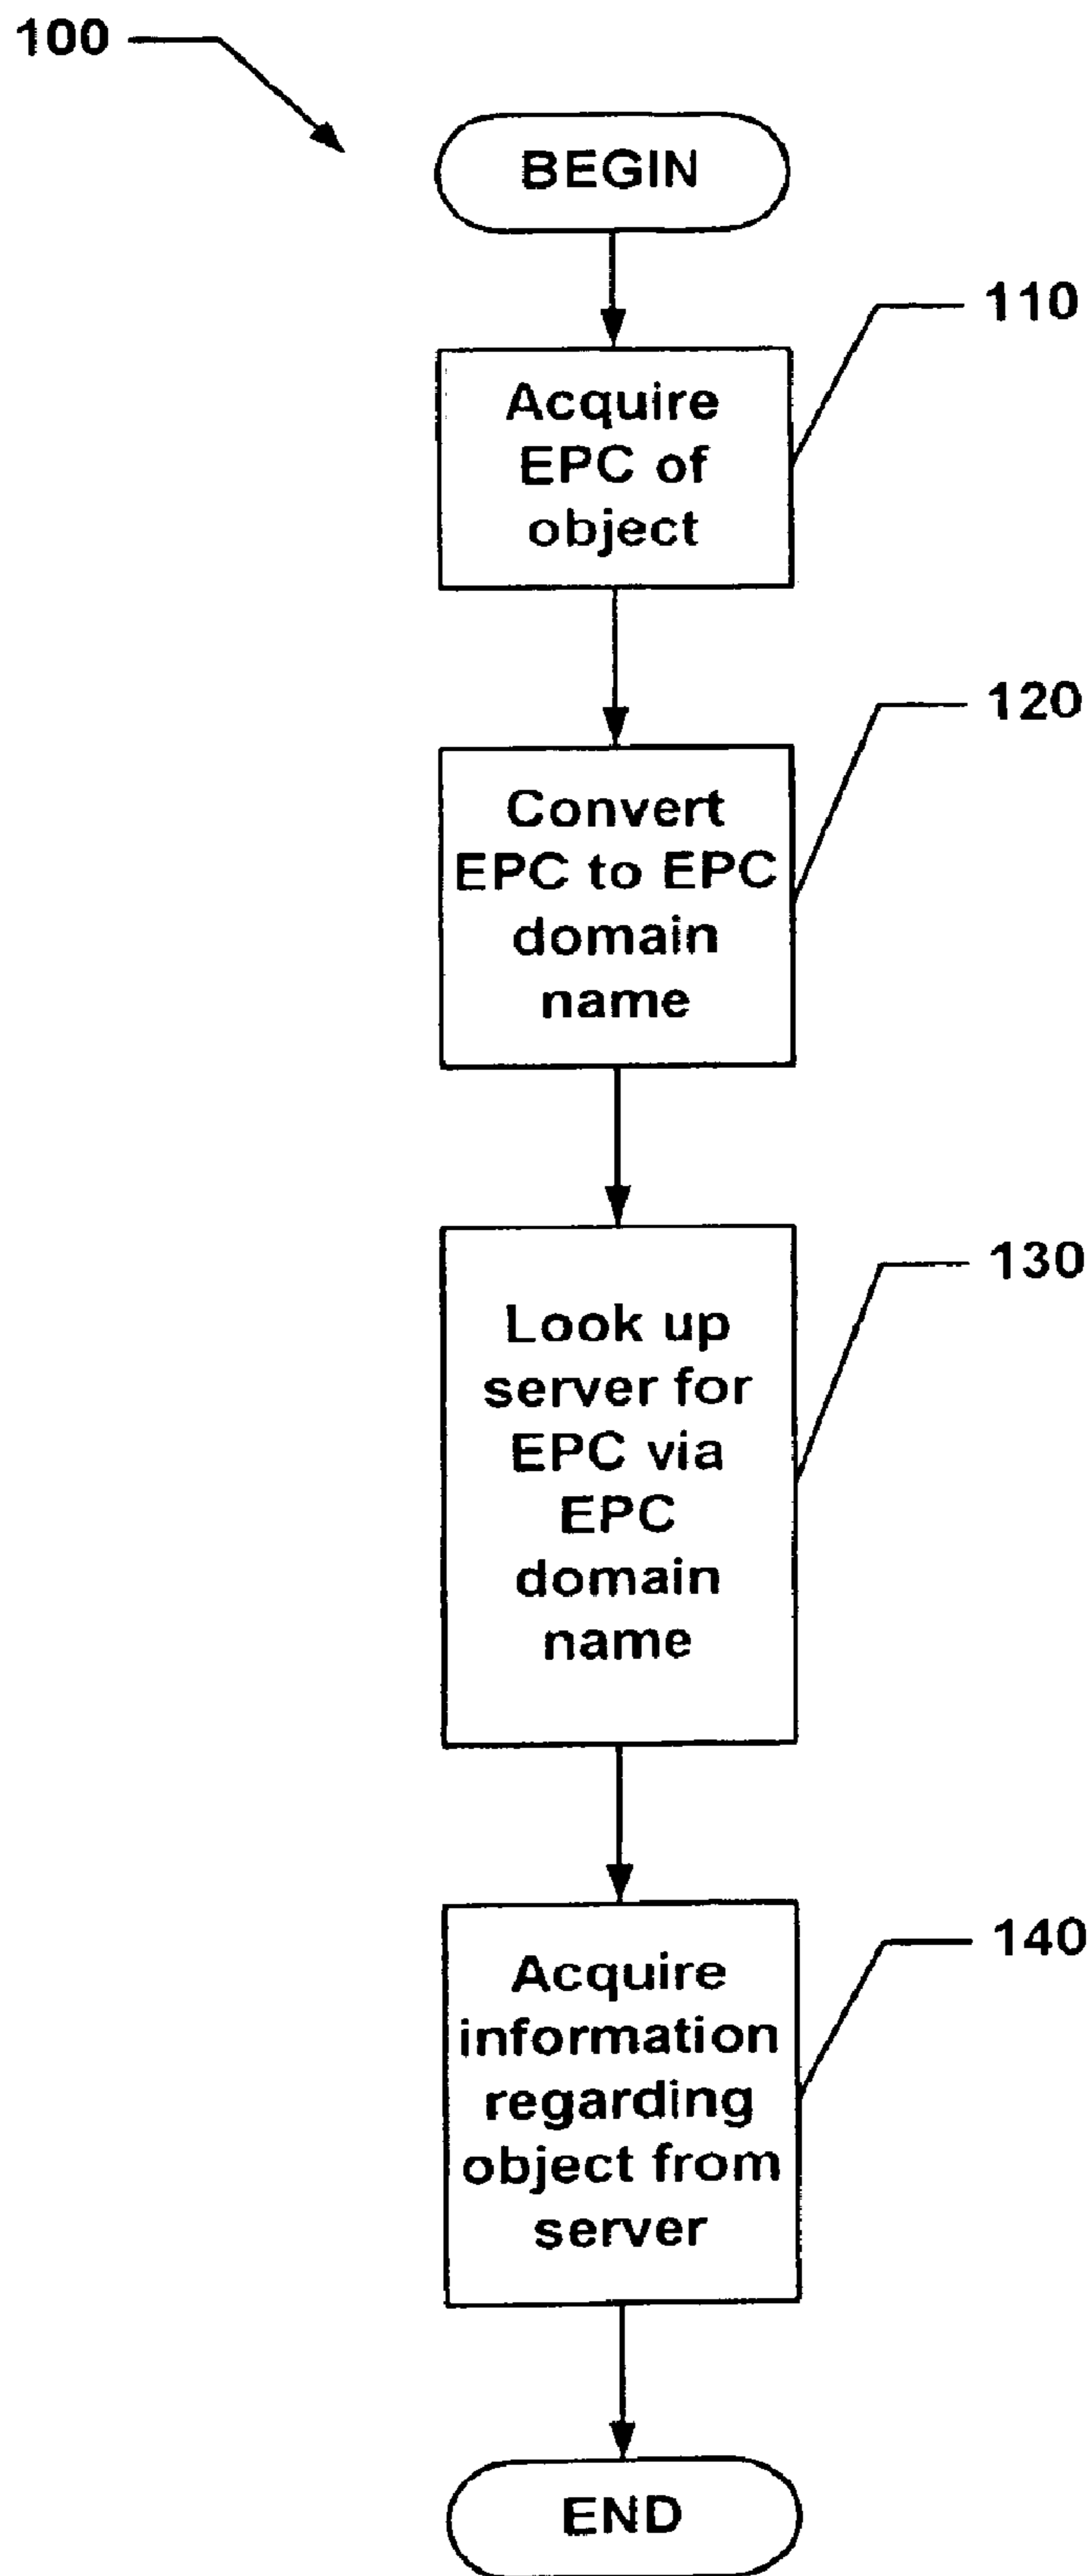 100
BEGIN
110
Acquire
EPC of
object
120
Convert
EPC to EPC
domain
name
130
Look up
server for
EPC via
EPC
domain
name
140
Acquire
information
regarding
object from
server
END